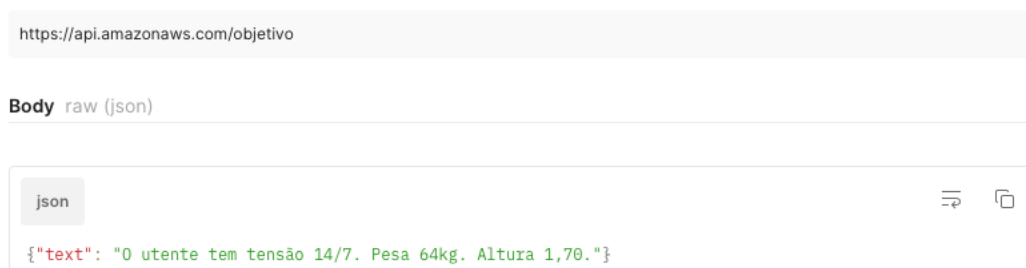 https://api.amazonaws.com/objetivo
Body raw (json)
json
{"text": "O utente tem tensão 14/7. Pesa 64kg. Altura 1,70."}